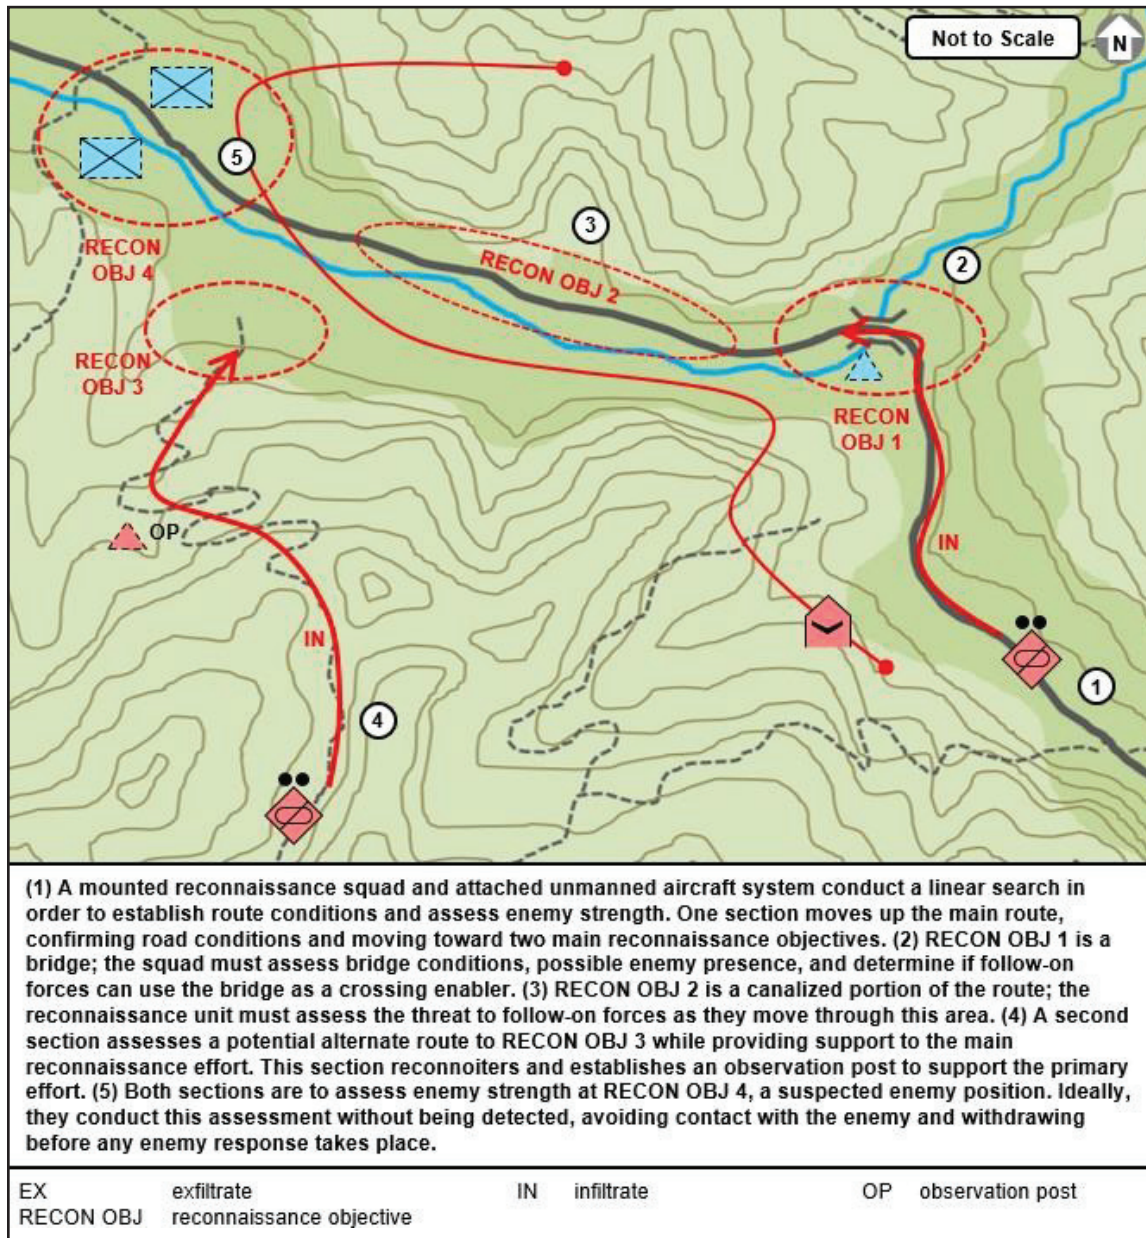 Not to Scale
N
5
3
RECON
OBJ 4
RECON OBJ 2
2
RECON
OBJ 3
RECON
OBJ 1
OP
IN
IN
1
4
(1) A mounted reconnaissance squad and attached unmanned aircraft system conduct a linear search in
order to establish route conditions and assess enemy strength. One section moves up the main route,
confirming road conditions and moving toward two main reconnaissance objectives. (2) RECON OBJ 1 is a
bridge; the squad must assess bridge conditions, possible enemy presence, and determine if follow-on
forces can use the bridge as a crossing enabler. (3) RECON OBJ 2 is a canalized portion of the route; the
reconnaissance unit must assess the threat to follow-on forces as they move through this area. (4) A second
section assesses a potential alternate route to RECON OBJ 3 while providing support to the main
reconnaissance effort. This section reconnoiters and establishes an observation post to support the primary
effort. (5) Both sections are to assess enemy strength at RECON OBJ 4, a suspected enemy position. Ideally,
they conduct this assessment without being detected, avoiding contact with the enemy and withdrawing
before any enemy response takes place.
EX exfiltrate IN infiltrate OP observation post
RECON OBJ reconnaissance objective